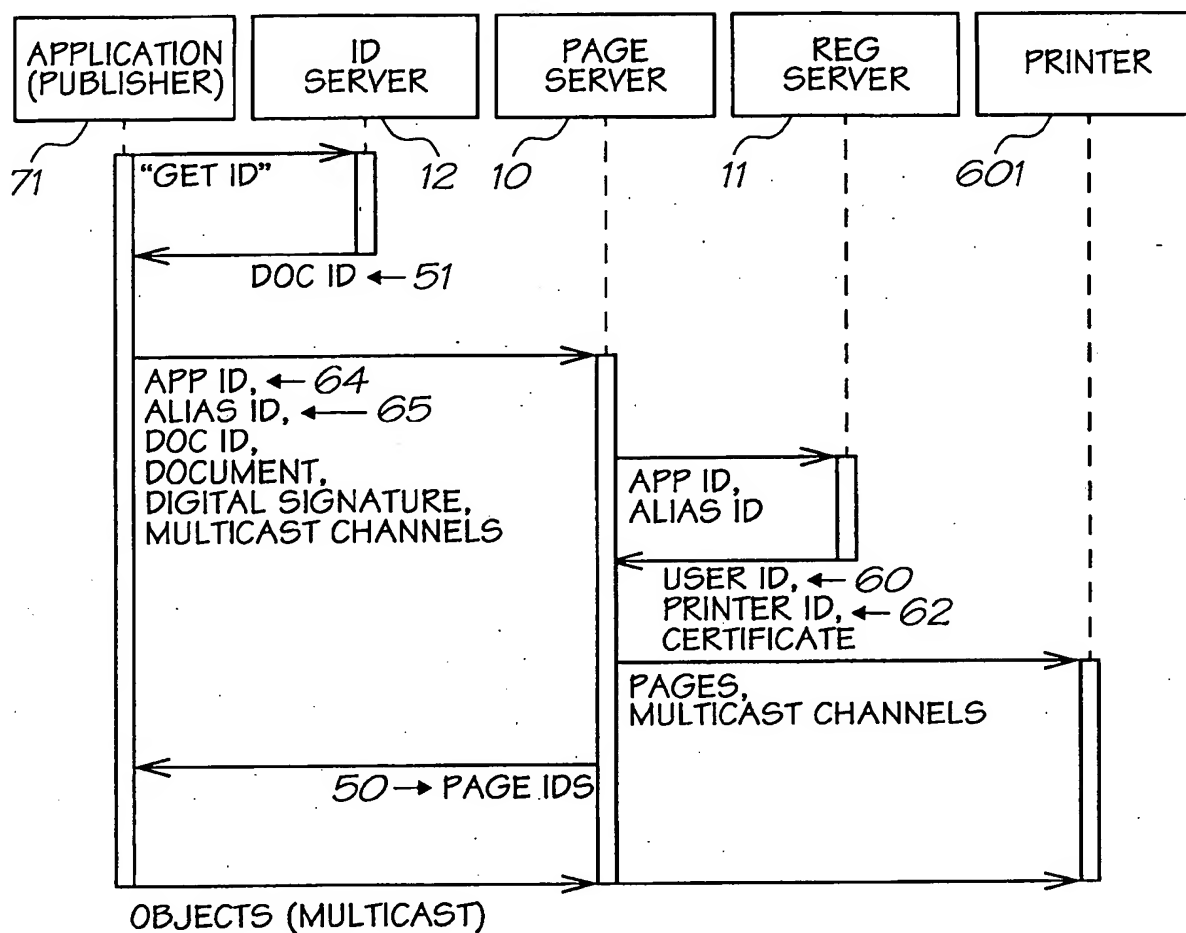 APPLICATION
(PUBLISHER)
ID
SERVER
PAGE
SERVER
REG
SERVER
PRINTER
71
12
10
11
601
"GET ID"
DOC ID ← 51
APP ID, ← 64
ALIAS ID, ← 65
DOC ID,
DOCUMENT,
DIGITAL SIGNATURE,
MULTICAST CHANNELS
APP ID,
ALIAS ID
USER ID, ← 60
PRINTER ID, ← 62
CERTIFICATE
PAGES,
MULTICAST CHANNELS
50 → PAGE IDS
OBJECTS (MULTICAST)